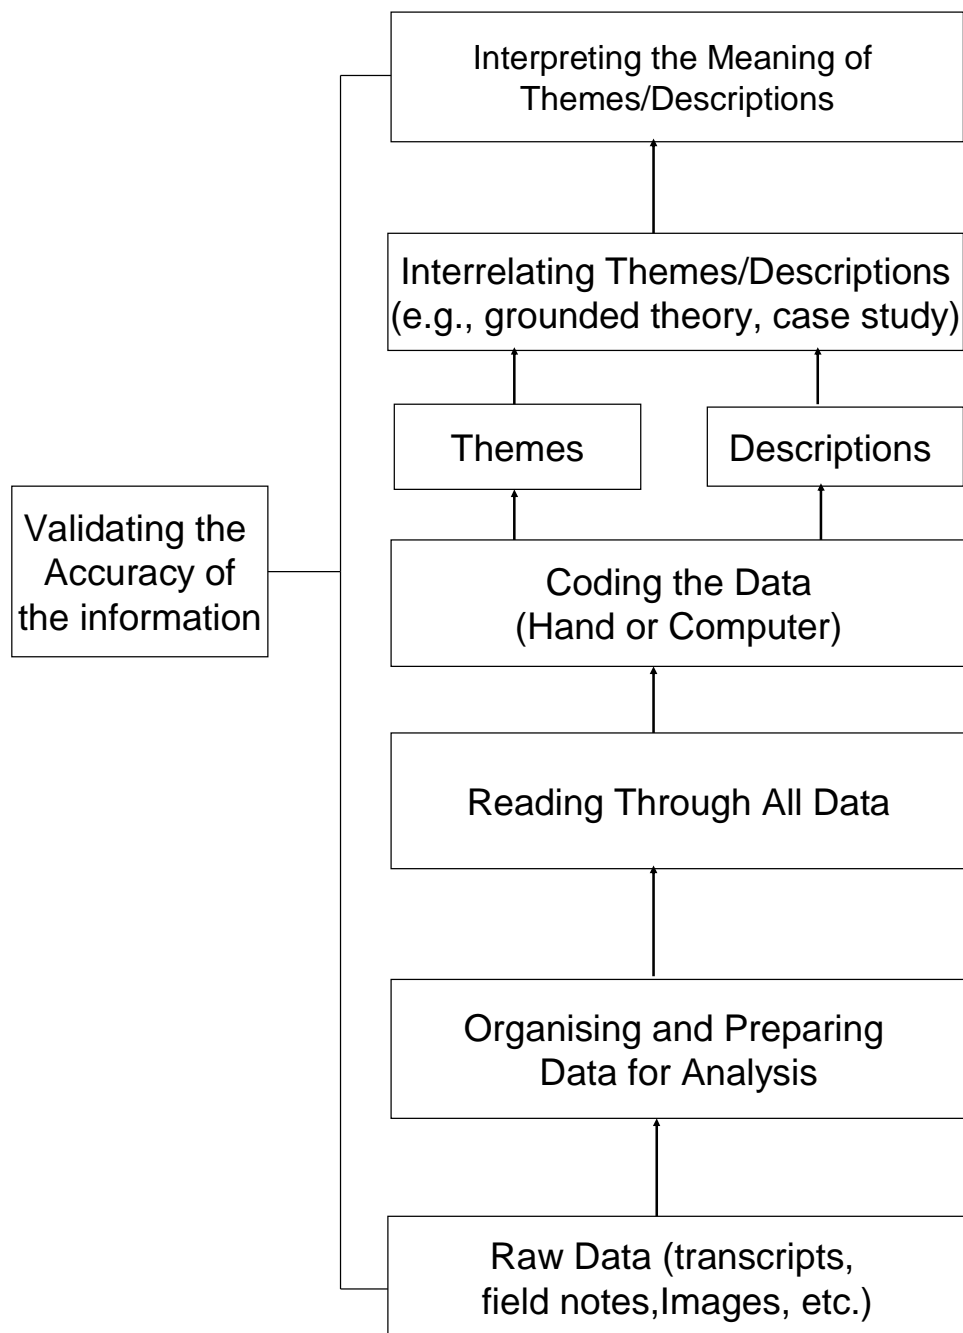 Interpreting the Meaning of
Themes/Descriptions
Interrelating Themes/Descriptions
(e.g., grounded theory, case study)
Themes
Descriptions
Validating the
Accuracy of
the information
Coding the Data
(Hand or Computer)
Reading Through All Data
Organising and Preparing
Data for Analysis
Raw Data (transcripts,
field notes,Images, etc.)